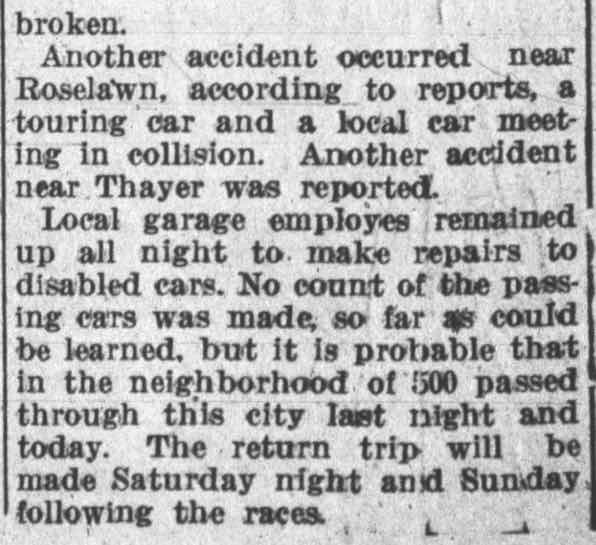 broken.
Another accident occurred near
Roselawn, according to reports, a
touring car and a local car meet-
ing in collision. Another accident
near Thayer was reported.
Local garage employes remained
up all night to make repairs to
disabled cars. No count of the pass-
ing cars was made, so far as could
be learned, but it is probable that
in the neighborhood of 500 passed
through this city last night and
today. The return trip will be
made Saturday night and Sunday
following the races.